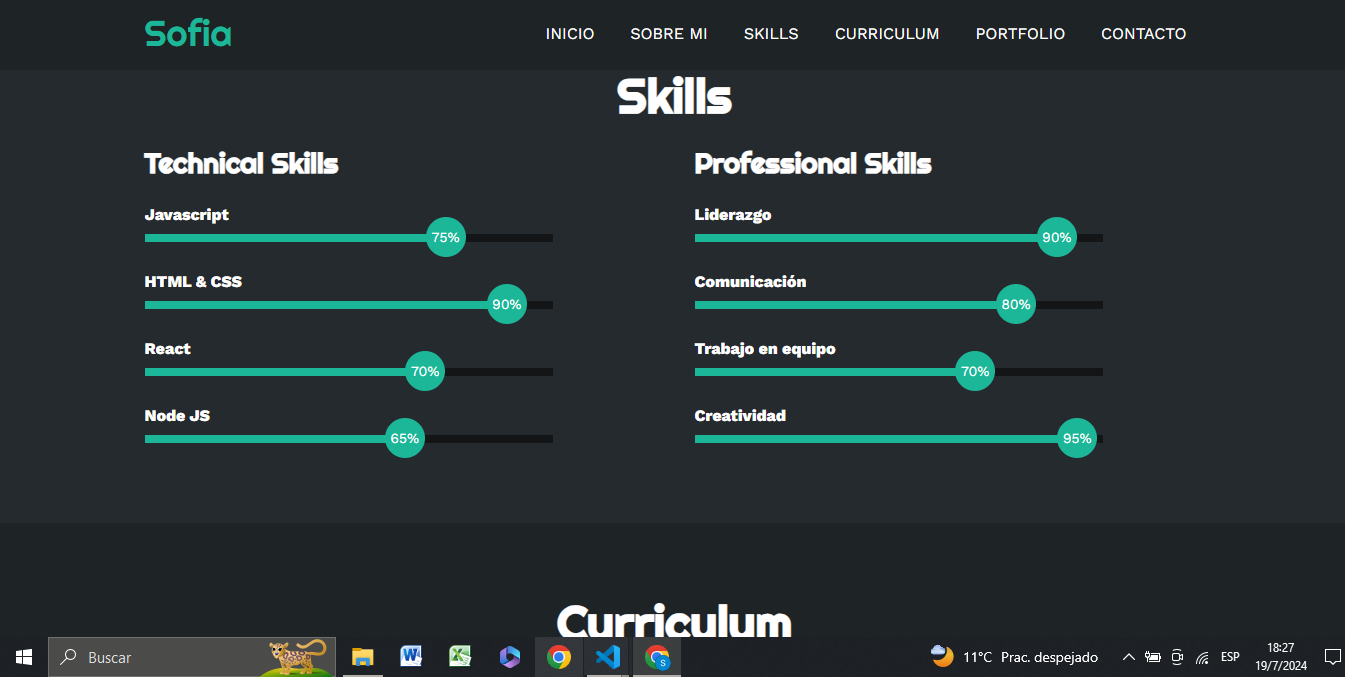 Sofia
INICIO SOBRE MI SKILLS CURRICULUM PORTFOLIO CONTACTO
Skills
Technical Skills
Javascript
75%
HTML & CSS
90%
React
70%
Node JS
65%
Professional Skills
Liderazgo
90%
Comunicación
80%
Trabajo en equipo
70%
Creatividad
95%
Curriculum
Buscar
11°C Prac. despejado
ESP
18:27
19/7/2024